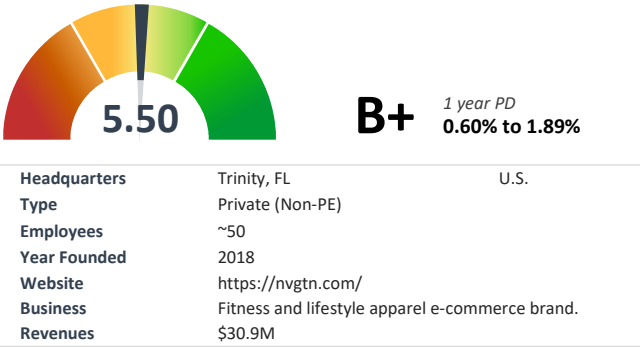 5.50
B+
1 year PD
0.60% to 1.89%
Headquarters Trinity, FL U.S.
Type Private (Non-PE)
Employees ~50
Year Founded 2018
Website https://nvgtn.com/
Business Fitness and lifestyle apparel e-commerce brand.
Revenues $30.9M